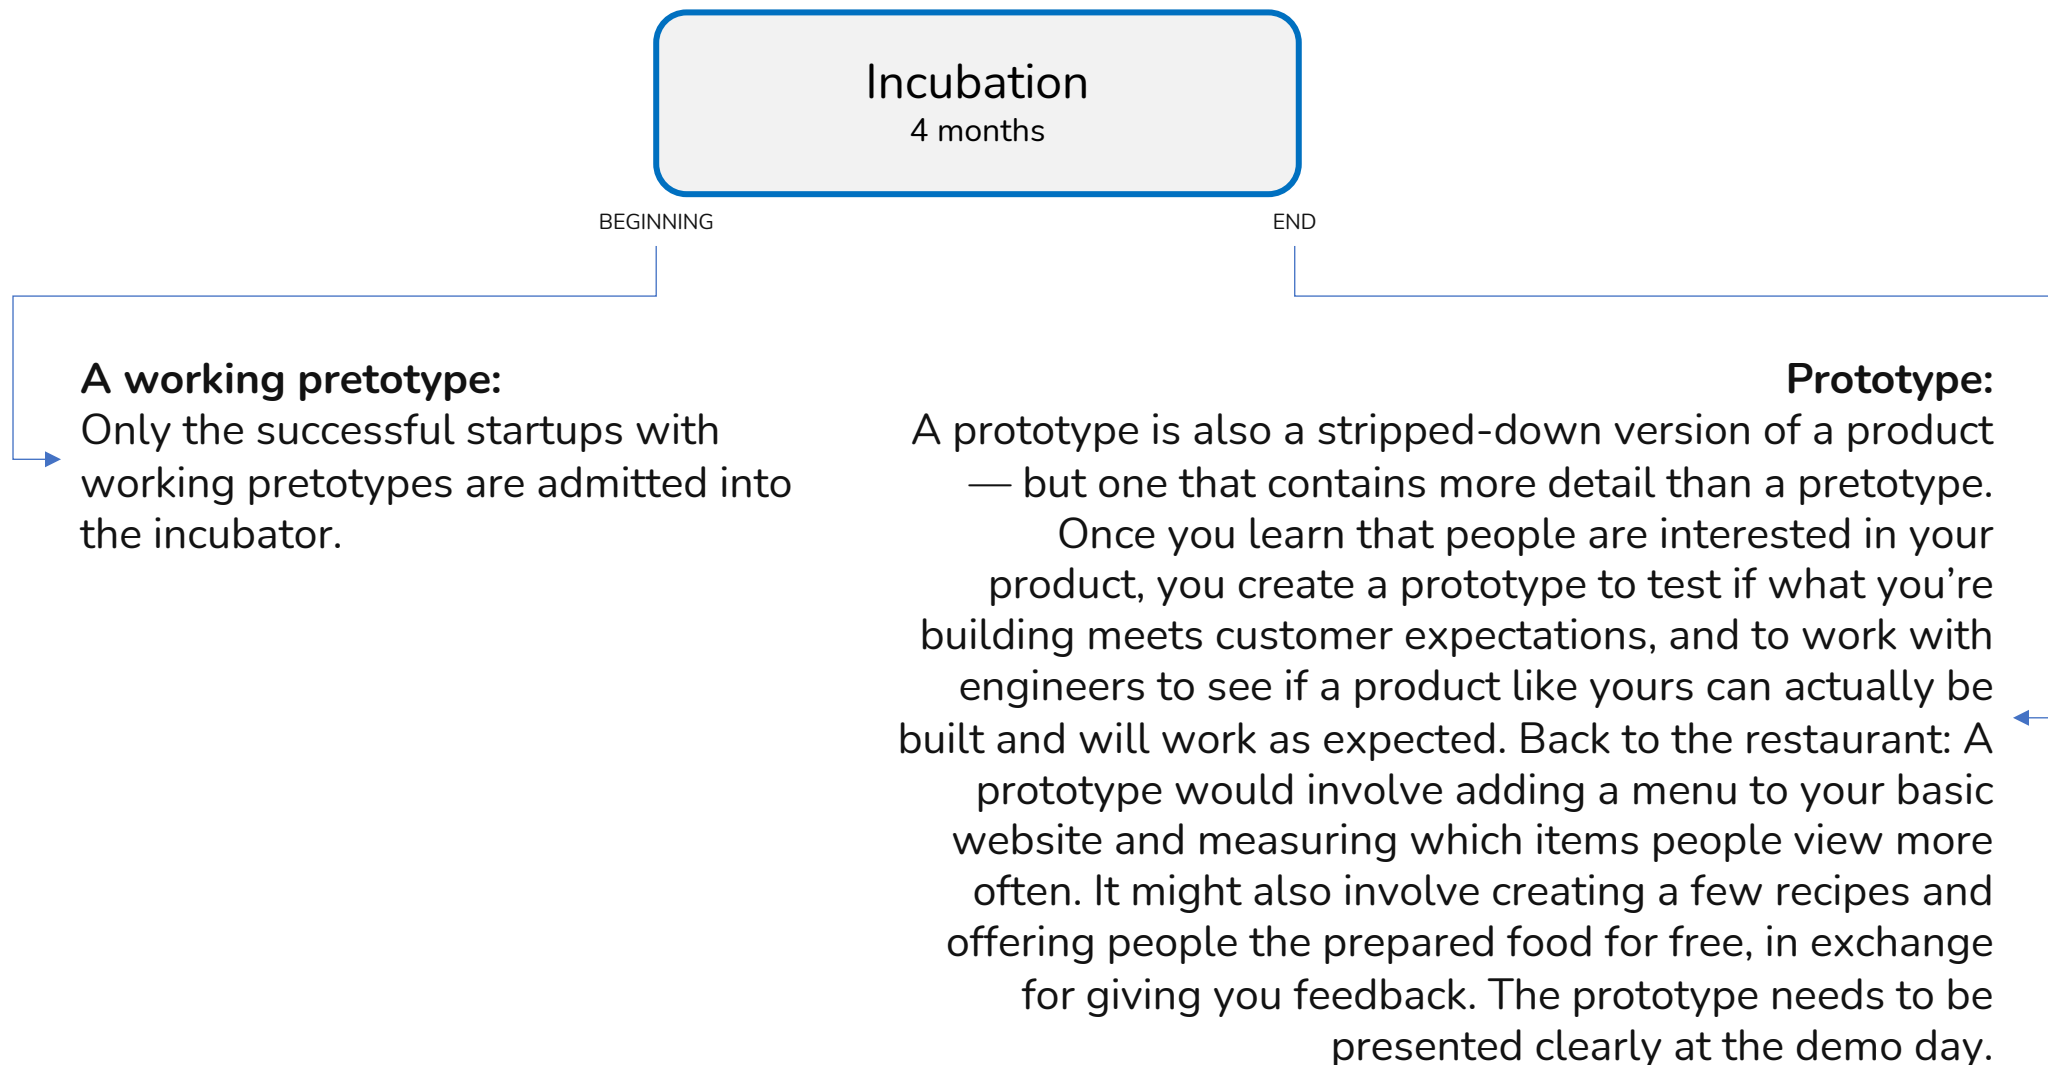 Incubation
4 months
BEGINNING
END
A working pretotype:
Only the successful startups with
working pretotypes are admitted into
the incubator.
Prototype:
A prototype is also a stripped-down version of a product
— but one that contains more detail than a pretotype.
Once you learn that people are interested in your
product, you create a prototype to test if what you’re
building meets customer expectations, and to work with
engineers to see if a product like yours can actually be
built and will work as expected. Back to the restaurant: A
prototype would involve adding a menu to your basic
website and measuring which items people view more
often. It might also involve creating a few recipes and
offering people the prepared food for free, in exchange
for giving you feedback. The prototype needs to be
presented clearly at the demo day.